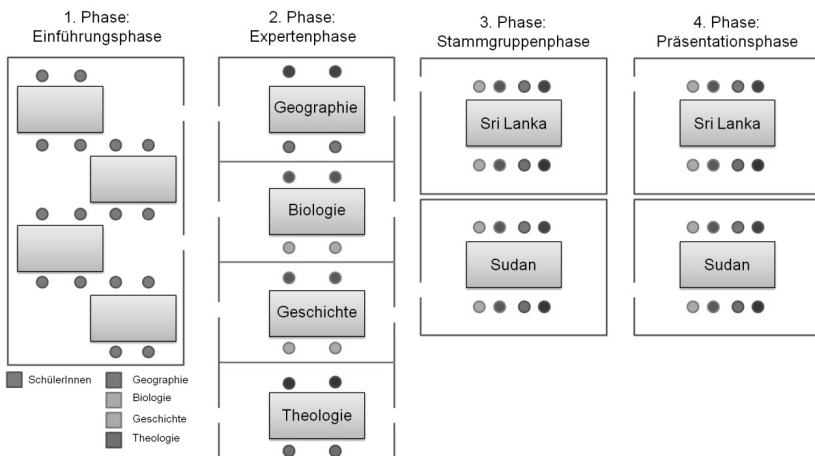 1. Phase:
Einführungsphase
2. Phase:
Expertenphase
3. Phase:
Stammgruppenphase
4. Phase:
Präsentationsphase
Geographie
Biologie
Geschichte
Theologie
Sri Lanka
Sudan
Sri Lanka
Sudan
SchülerInnen
Geographie
Biologie
Geschichte
Theologie